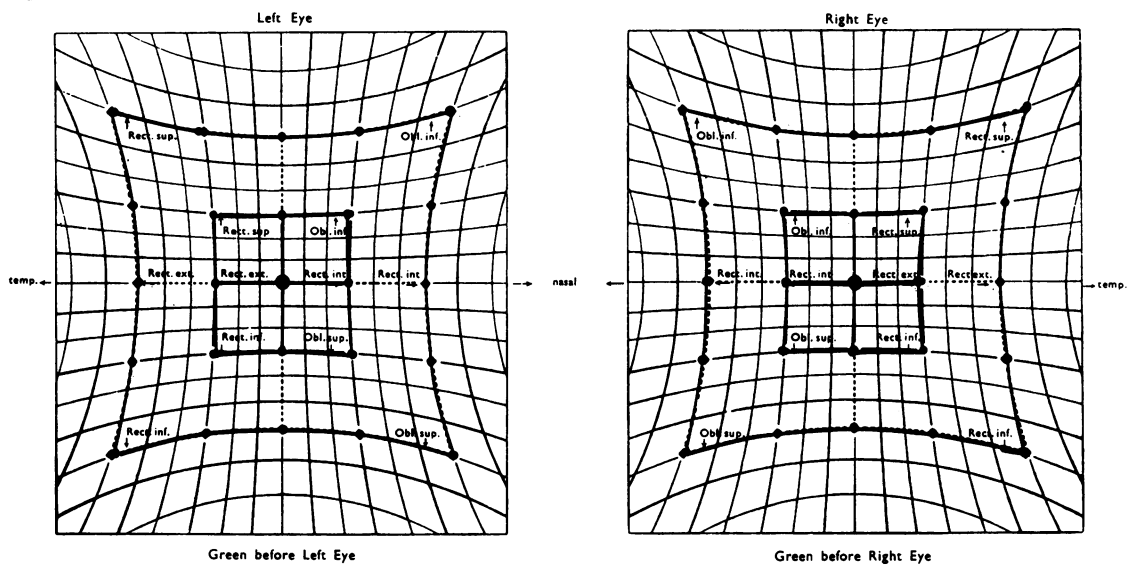 Left Eye
Right Eye
Rect. sup.
Obl. inf.
Obl. inf.
Rect. sup.
Rect. sup
Obl. inf
Obl. inf.
Rect. sup.
temp.
Rect. ext.
Rect. ext.
Rect. int.
Rect. int
nasal
Rect. int.
Rect. int
Rect. ext.
Rect ext.
temp.
Rect. inf.
Obl. sup.
Obl. sup.
Rect. inf.
Rect. inf.
Obl. sup.
Obl. sup.
Rect. inf.
Green before Left Eye
Green before Right Eye